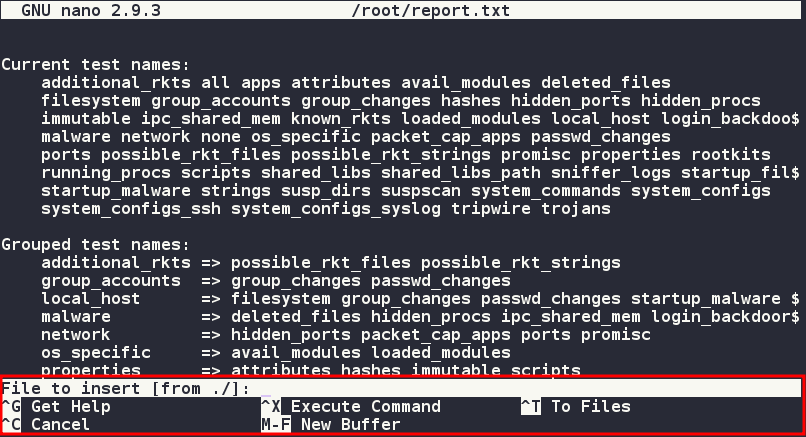 GNU nano 2.9.3 /root/report.txt
Current test names:
additional_rkts all apps attributes avail_modules deleted_files
filesystem group_accounts group_changes hashes hidden_ports hidden_procs
immutable ipc_shared_mem known_rkts loaded_modules local_host login_backdoo$
malware network none os_specific packet_cap_apps passwd_changes
ports possible_rkt_files possible_rkt_strings promisc properties rootkits
running_procs scripts shared_libs shared_libs_path sniffer_logs startup_fil$
startup_malware strings susp_dirs suspscan system_commands system_configs
system_configs_ssh system_configs_syslog tripwire trojans
Grouped test names:
additional_rkts => possible_rkt_files possible_rkt_strings
group_accounts => group_changes passwd_changes
local_host => filesystem group_changes passwd_changes startup_malware $
malware => deleted_files hidden_procs ipc_shared_mem login_backdoor$
network => hidden_ports packet_cap_apps ports promisc
os_specific => avail_modules loaded_modules
properties => attributes hashes immutable scripts
File to insert [from ./]:
^G Get Help ^X Execute Command ^T To Files
^C Cancel M-F New Buffer